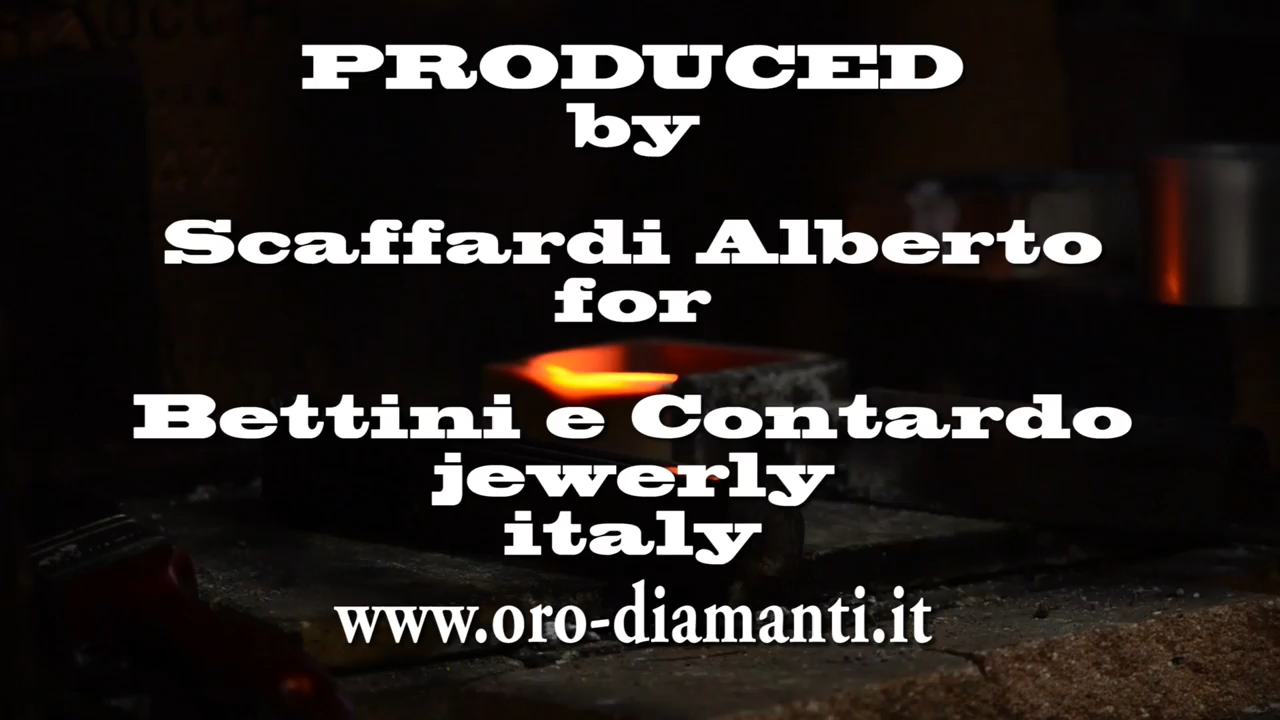 PRODUCED
by
Scaffardi Alberto
for
Bettini e Contardo
jewerly
italy
www.oro-diamanti.it